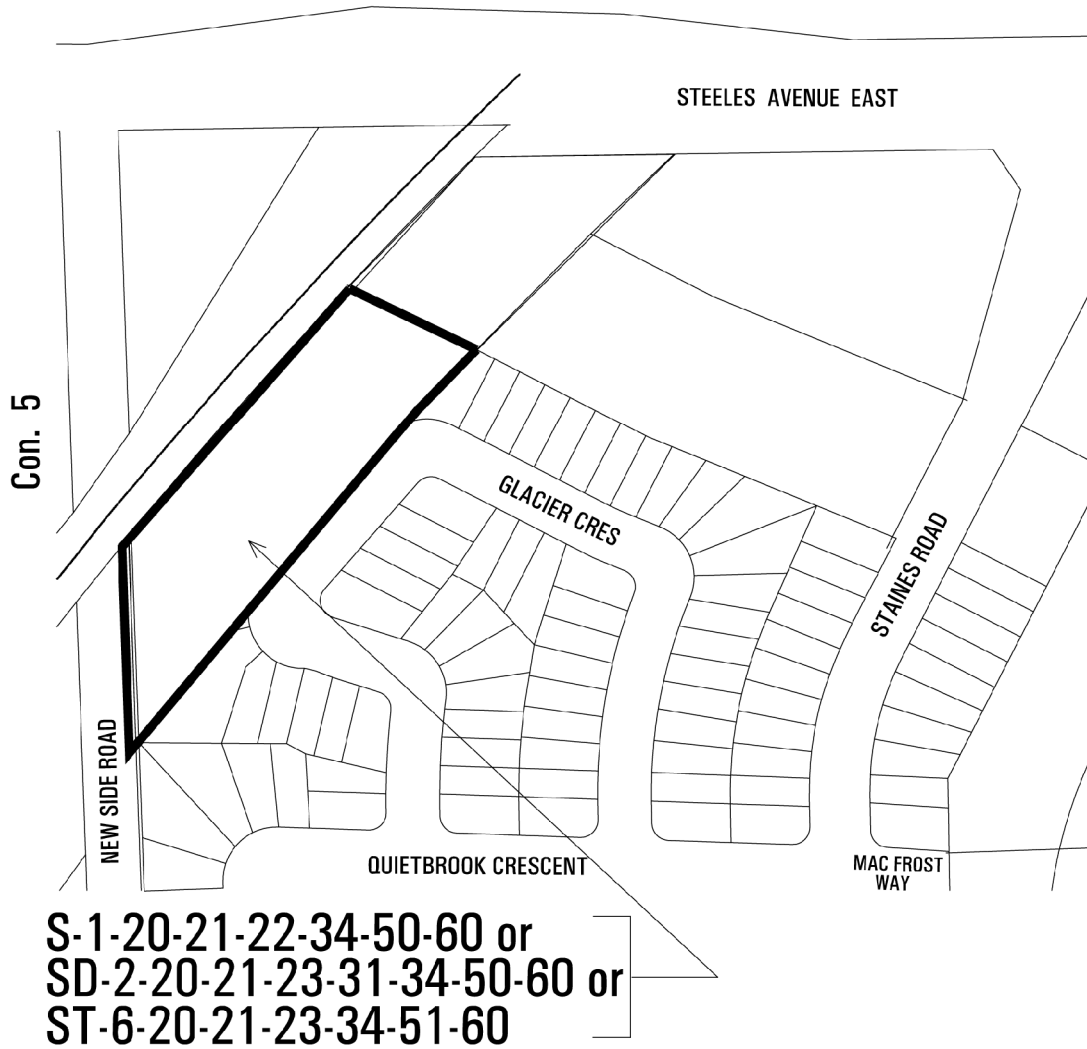 STEELES AVENUE EAST
Con. 5
GLACIER CRES
STAINES ROAD
NEW SIDE ROAD
QUIETBROOK CRESCENT
MAC FROST
WAY
S-1-20-21-22-34-50-60 or
SD-2-20-21-23-31-34-50-60 or
ST-6-20-21-23-34-51-60